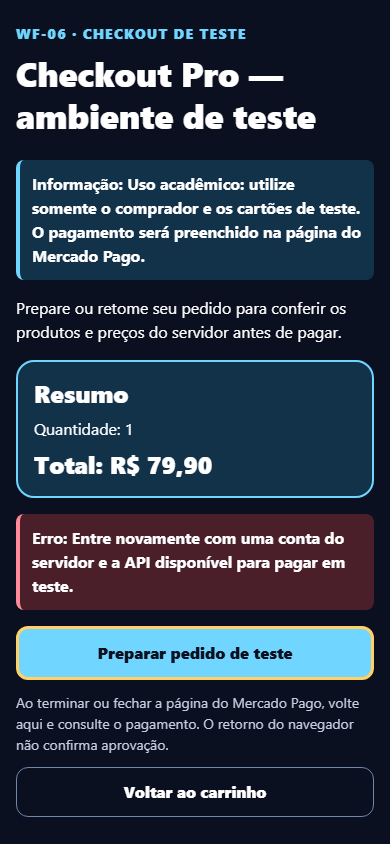 WF-06 · CHECKOUT DE TESTE
Checkout Pro —
ambiente de teste
Informação: Uso acadêmico: utilize
somente o comprador e os cartões de teste.
O pagamento será preenchido na página do
Mercado Pago.
Prepare ou retome seu pedido para conferir os
produtos e preços do servidor antes de pagar.
Resumo
Quantidade: 1
Total: R$ 79,90
Erro: Entre novamente com uma conta do
servidor e a API disponível para pagar em
teste.
Preparar pedido de teste
Ao terminar ou fechar a página do Mercado Pago, volte
aqui e consulte o pagamento. O retorno do navegador
não confirma aprovação.
Voltar ao carrinho